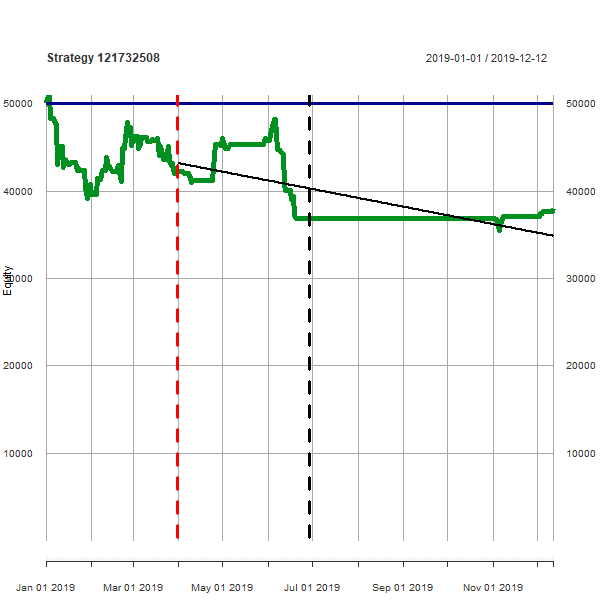 Strategy 121732508
2019-01-01 / 2019-12-12
50000
50000
40000
40000
Equity
30000
30000
20000
20000
10000
10000
Jan 01 2019
Mar 01 2019
May 01 2019
Jul 01 2019
Sep 01 2019
Nov 01 2019